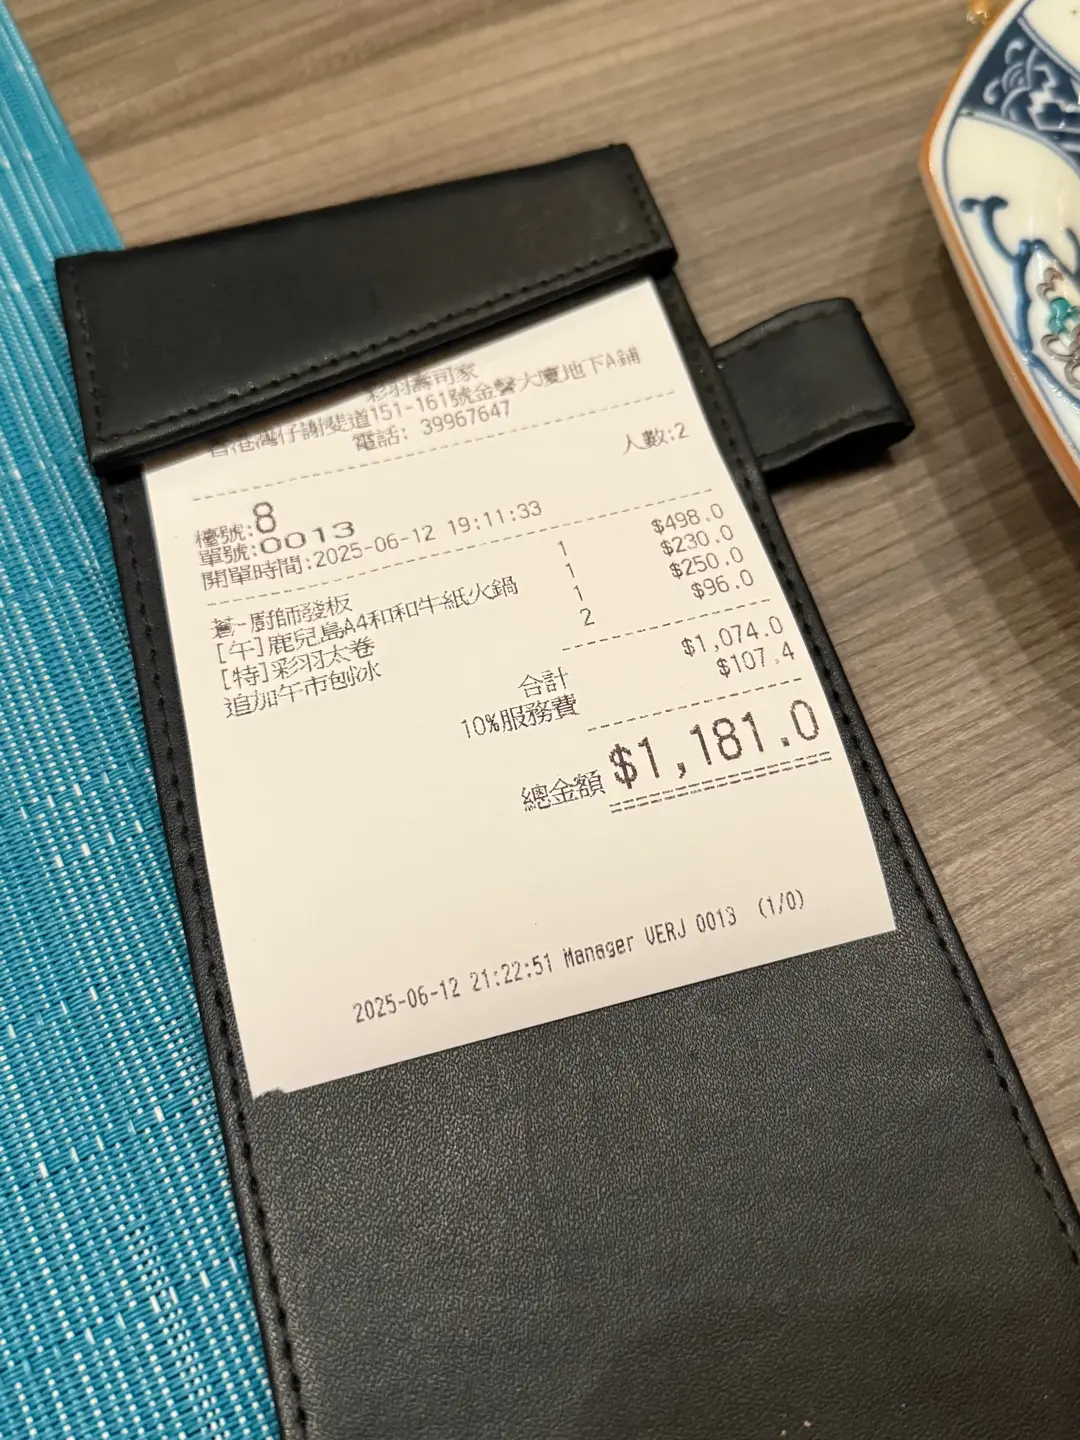 彩羽壽司家
香港灣仔謝斐道151-161號金馨大廈地下A鋪
電話: 39967647
人數:2
檯號:8
單號:0013
開單時間:2025-06-12 19:11:33
蒼-廚師發板 1 $498.0
[午]鹿兒島A4和和牛紙火鍋 1 $230.0
[特]彩羽太卷 1 $250.0
追加午市刨冰 2 $96.0
合計 $1,074.0
10%服務費 $107.4
總金額 $1,181.0
2025-06-12 21:22:51 Manager VERJ 0013 (1/0)